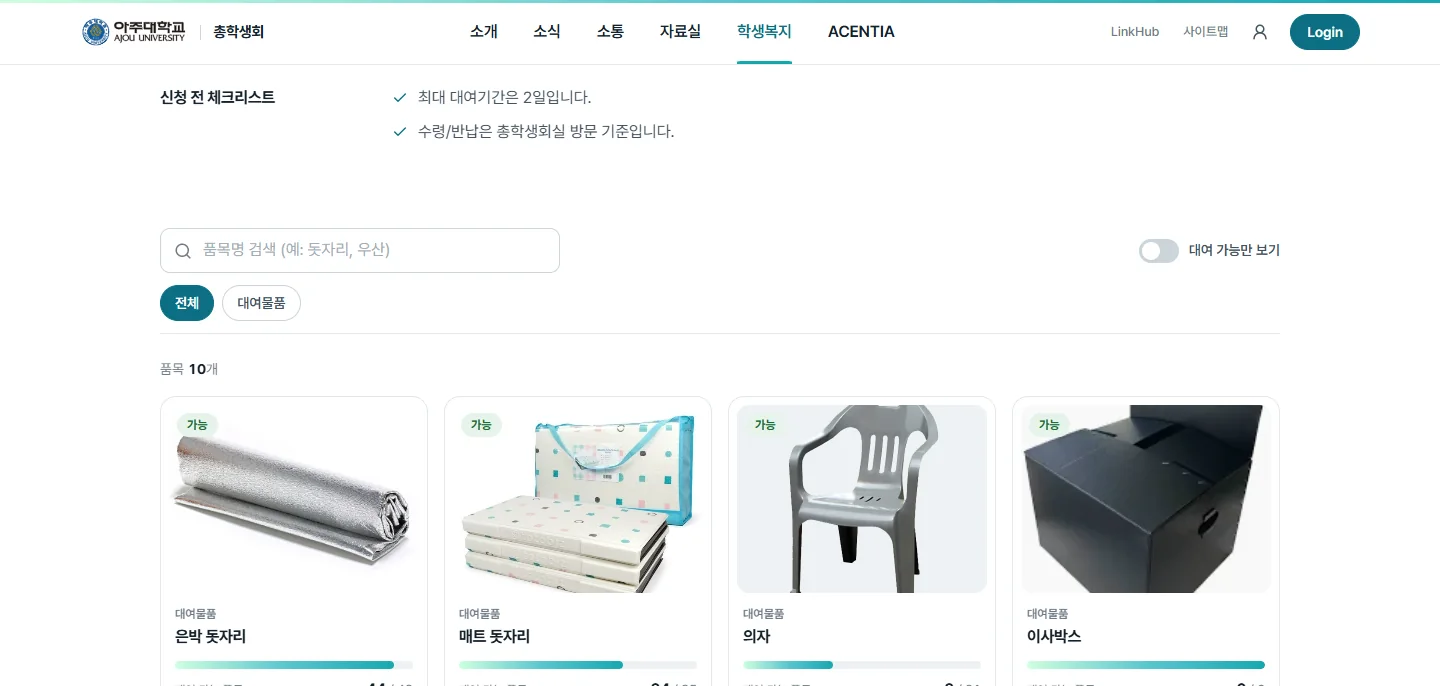 아주대학교
AJOU UNIVERSITY
총학생회
소개
소식
소통
자료실
학생복지
ACENTIA
LinkHub
사이트맵
Login
신청 전 체크리스트
최대 대여기간은 2일입니다.
수령/반납은 총학생회실 방문 기준입니다.
품목명 검색 (예: 돗자리, 우산)
대여 가능만 보기
전체
대여물품
품목 10개
가능
가능
가능
가능
대여물품
대여물품
대여물품
대여물품
은박 돗자리
매트 돗자리
의자
이사박스